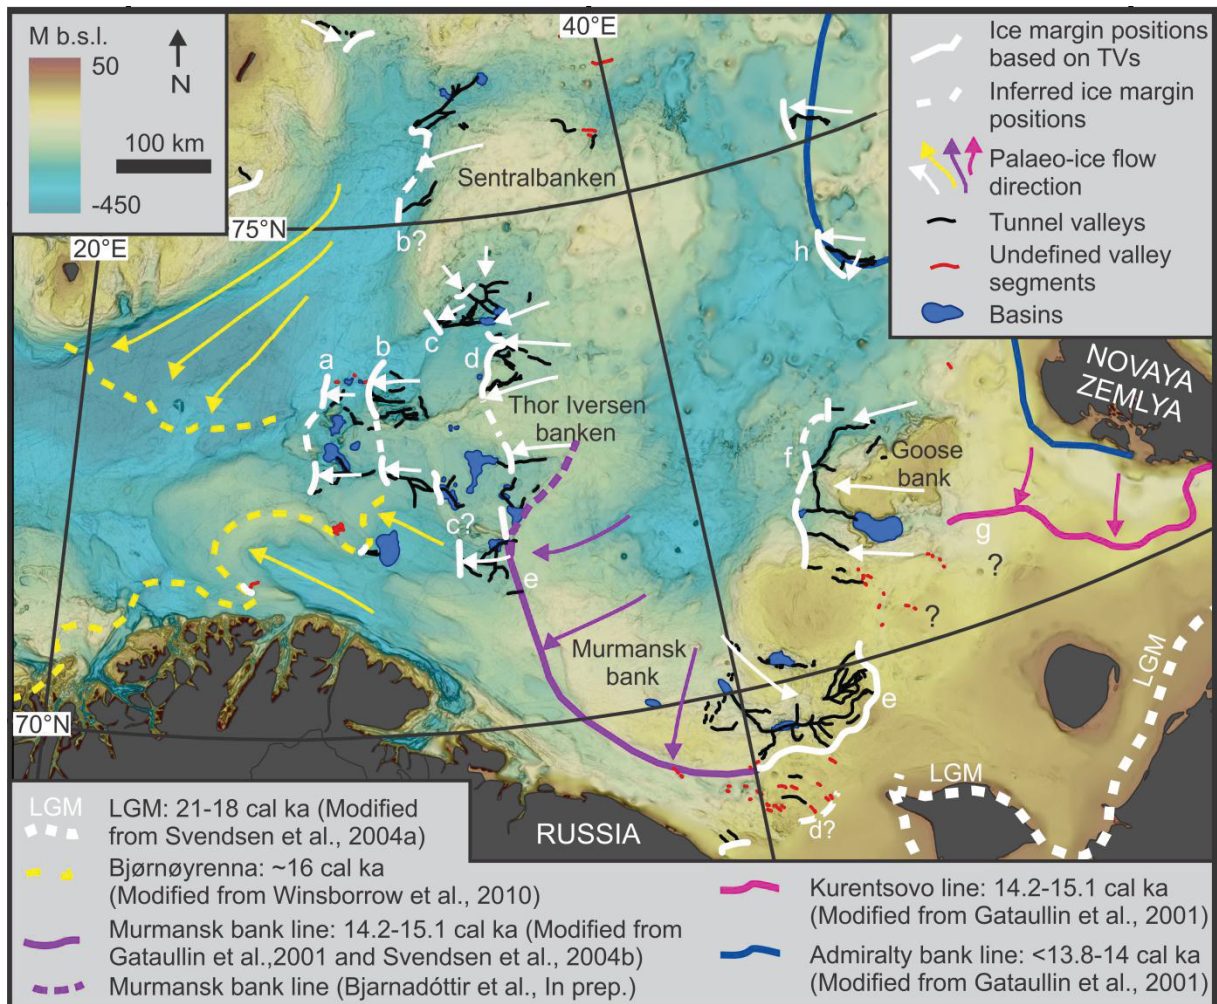 M b.s.l.
50
-450
N
100 km
40°E
Ice margin positions
based on TVs
Inferred ice margin
positions
Palaeo-ice flow
direction
Tunnel valleys
Undefined valley
segments
Basins
Sentralbanken
75°N
20°E
b?
h
c
d
a
b
Thor Iversen
banken
NOVAYA
ZEMLYA
f
Goose
bank
g
c?
e
?
?
Murmansk
bank
e
LGM
70°N
LGM
d?
RUSSIA
LGM
LGM: 21-18 cal ka (Modified
from Svendsen et al., 2004a)
Bjørnøyrenna: ~16 cal ka
(Modified from Winsborrow et al., 2010)
Murmansk bank line: 14.2-15.1 cal ka (Modified from
Gataullin et al.,2001 and Svendsen et al., 2004b)
Murmansk bank line (Bjarnadóttir et al., In prep.)
Kurentsovo line: 14.2-15.1 cal ka
(Modified from Gataullin et al., 2001)
Admiralty bank line: <13.8-14 cal ka
(Modified from Gataullin et al., 2001)